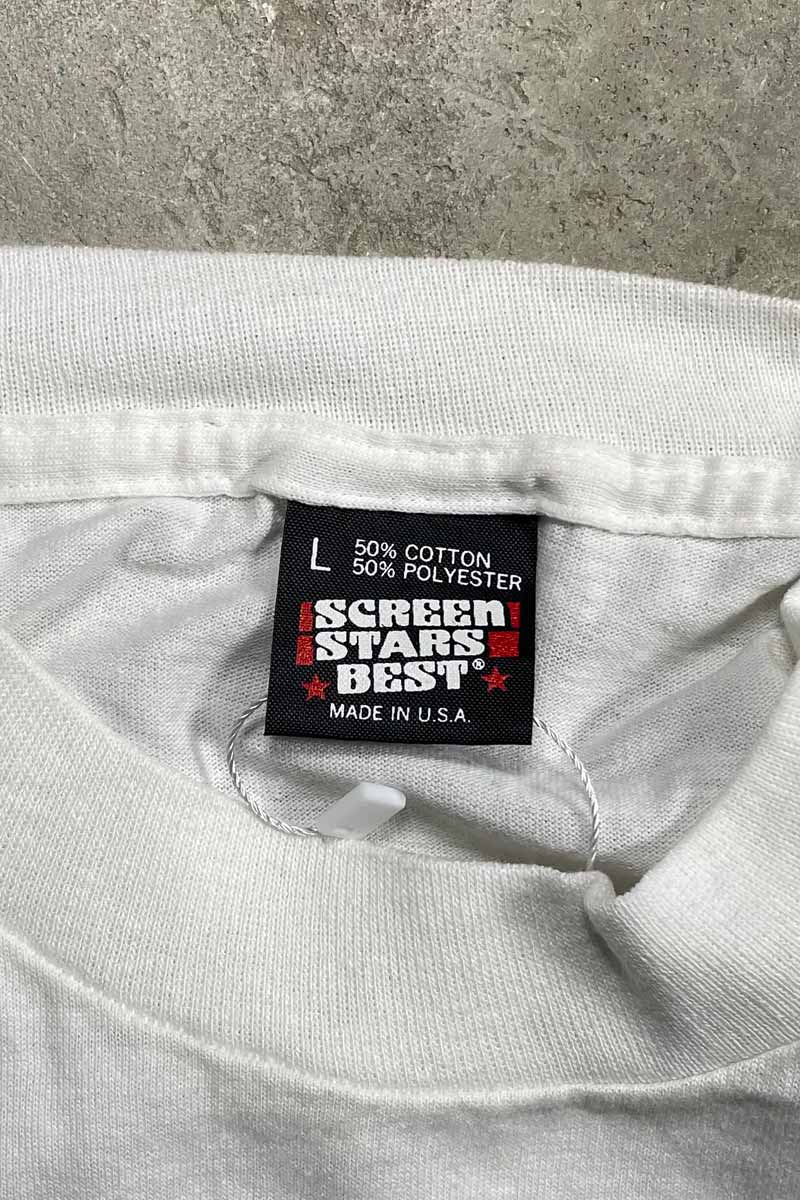 L 50% COTTON
50% POLYESTER
SCREEN
STARS
BEST®
MADE IN U.S.A.